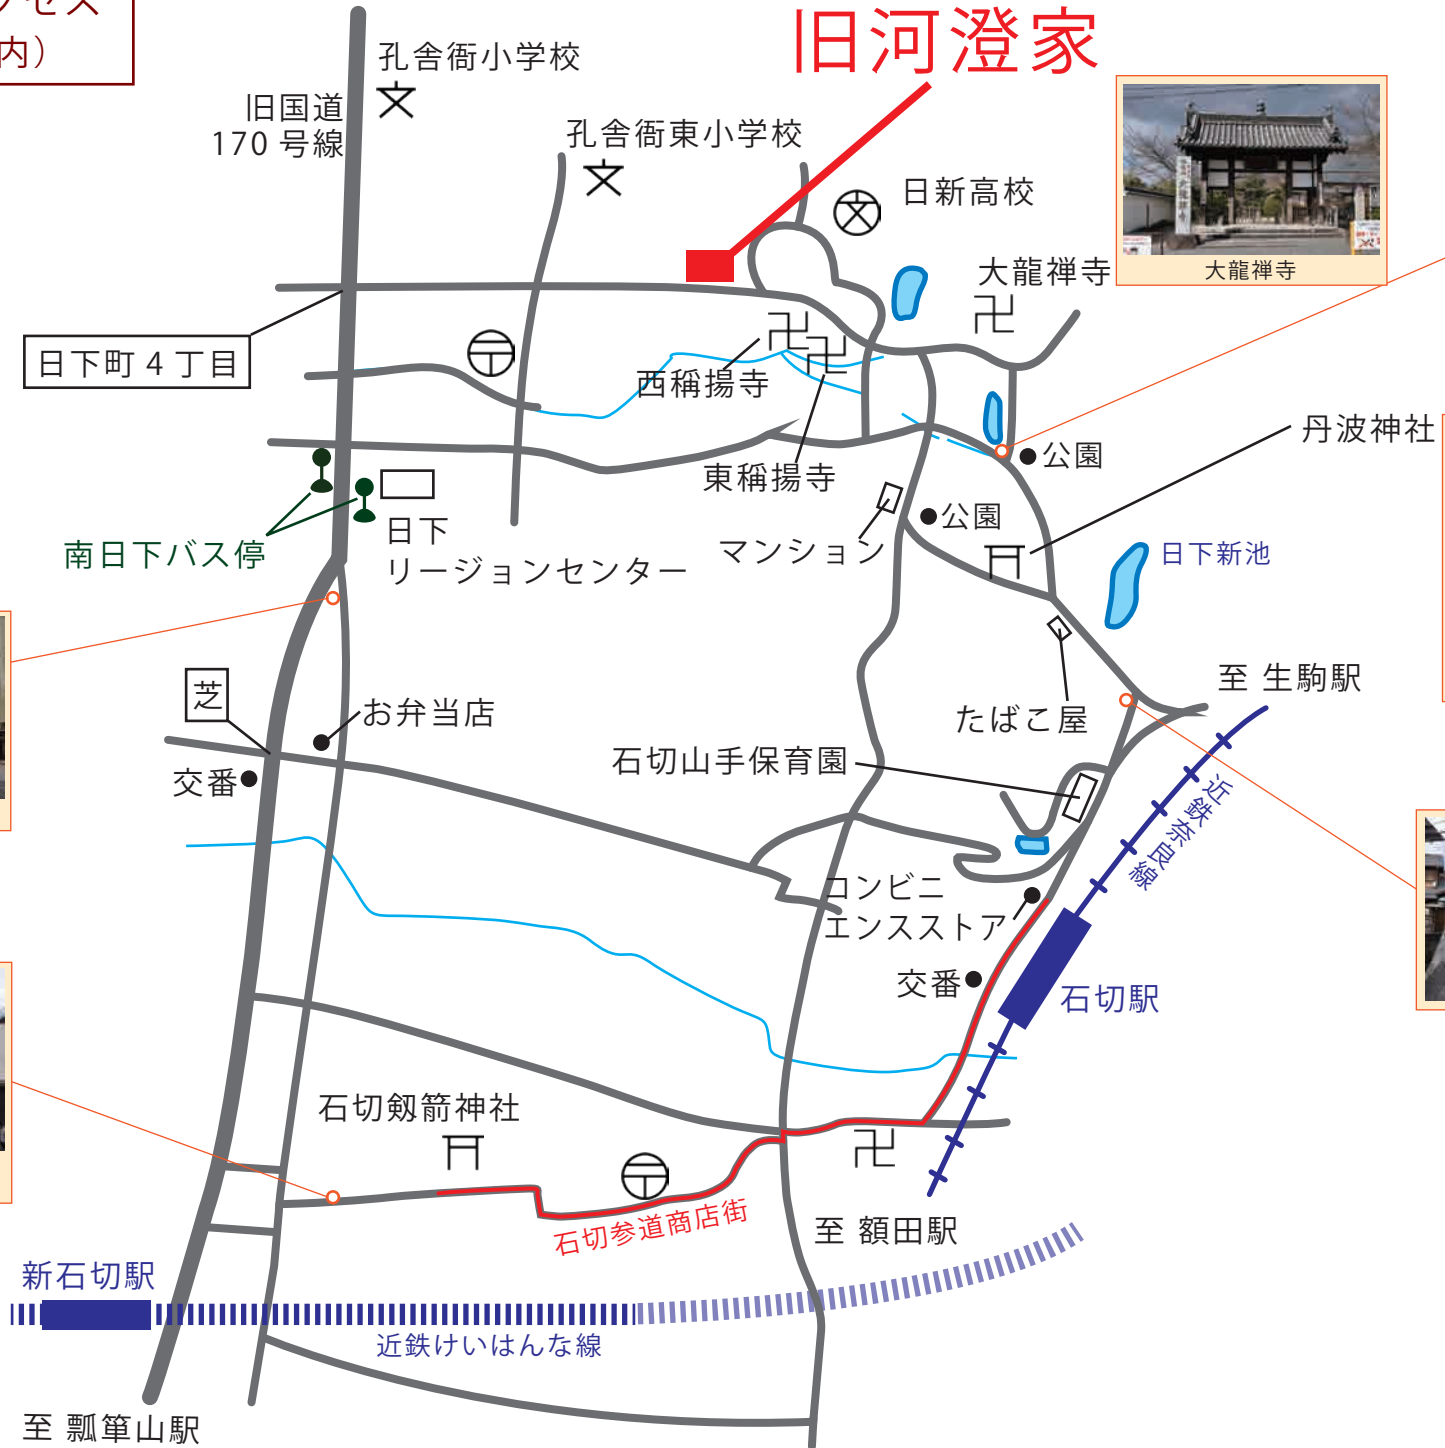 クセス
内）
旧河澄家
孔舎衙小学校
旧国道
170 号線
孔舎衙東小学校
日新高校
大龍禅寺
大龍禅寺
日下町 4 丁目
西稱揚寺
東稱揚寺
丹波神社
公園
公園
マンション
日下
リージョンセンター
南日下バス停
日下新池
芝
お弁当店
交番
たばこ屋
至 生駒駅
石切山手保育園
近鉄奈良線
コンビニ
エンスストア
交番
石切駅
石切剱箭神社
石切参道商店街
至 額田駅
新石切駅
近鉄けいはんな線
至 瓢箪山駅